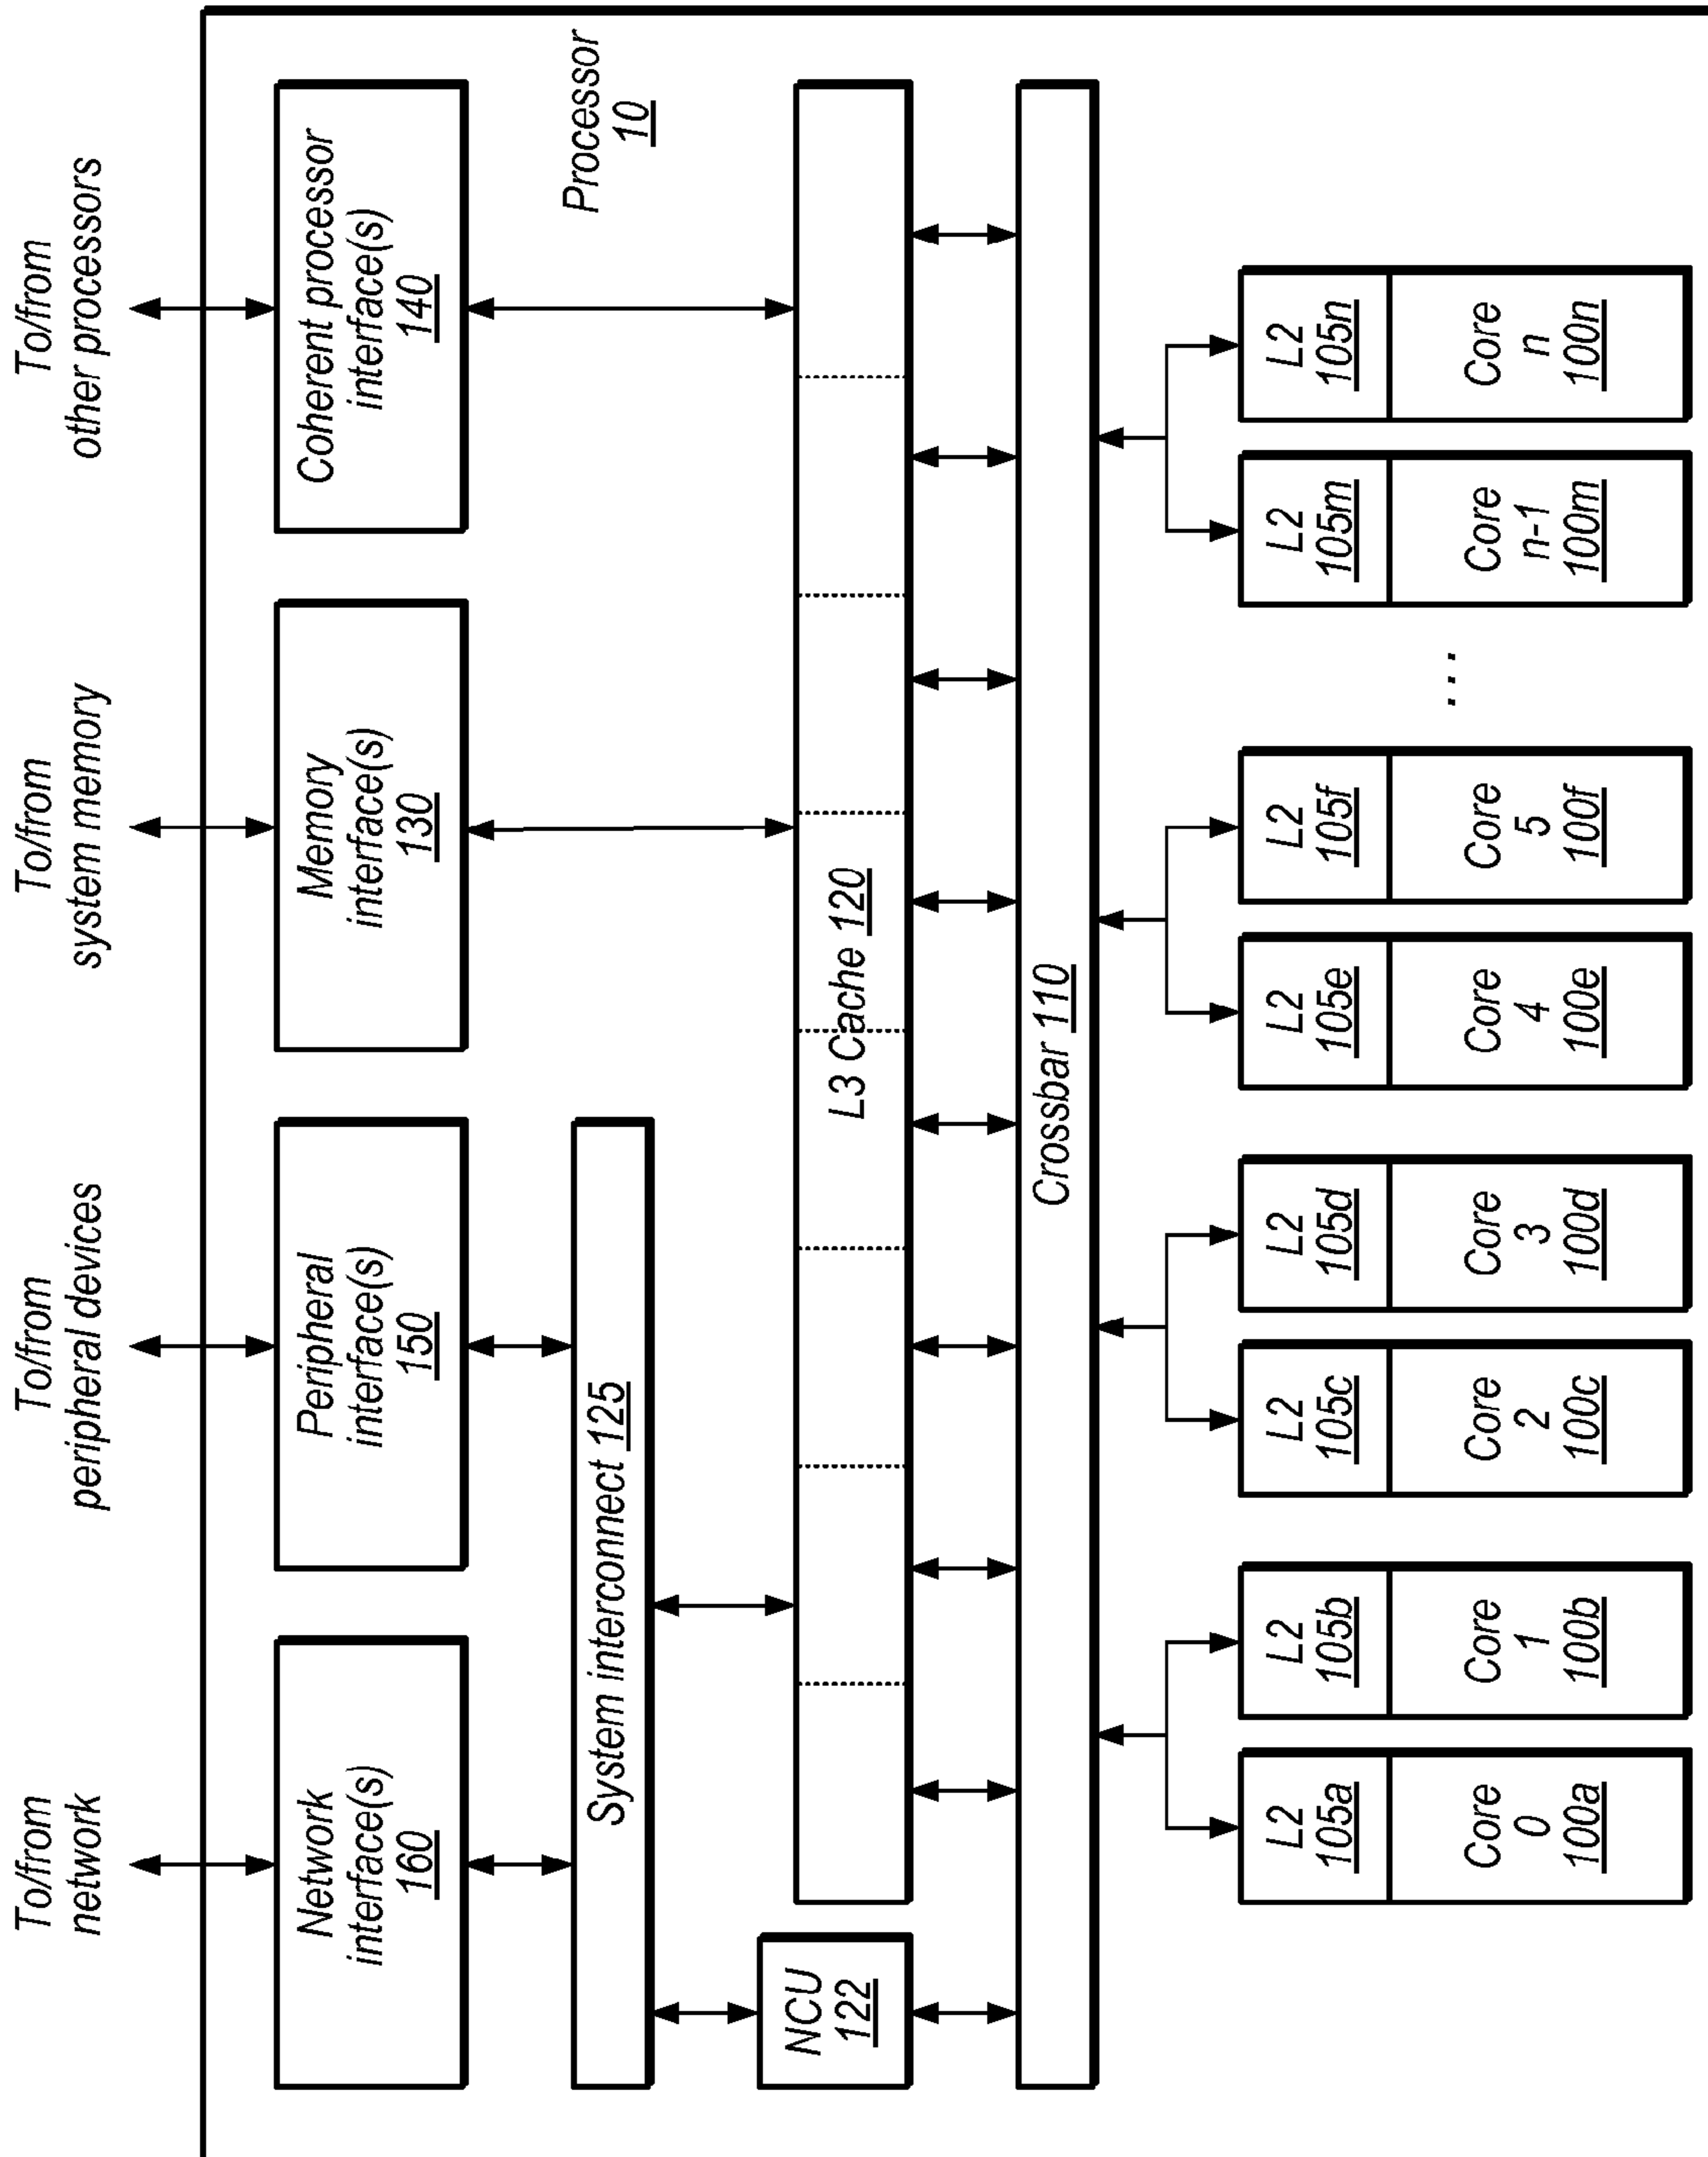 To/from
network
To/from
peripheral devices
To/from
system memory
To/from
other processors
Network
interface(s)
160
Peripheral
interface(s)
150
Memory
interface(s)
130
Coherent processor
interface(s)
140
Processor
10
System interconnect 125
NCU
122
L3 Cache 120
Crossbar 110
L2
105a
Core
0
100a
L2
105b
Core
1
100b
L2
105c
Core
2
100c
L2
105d
Core
3
100d
L2
105e
Core
4
100e
L2
105f
Core
5
100f
...
L2
105m
Core
n-1
100m
L2
105n
Core
n
100n